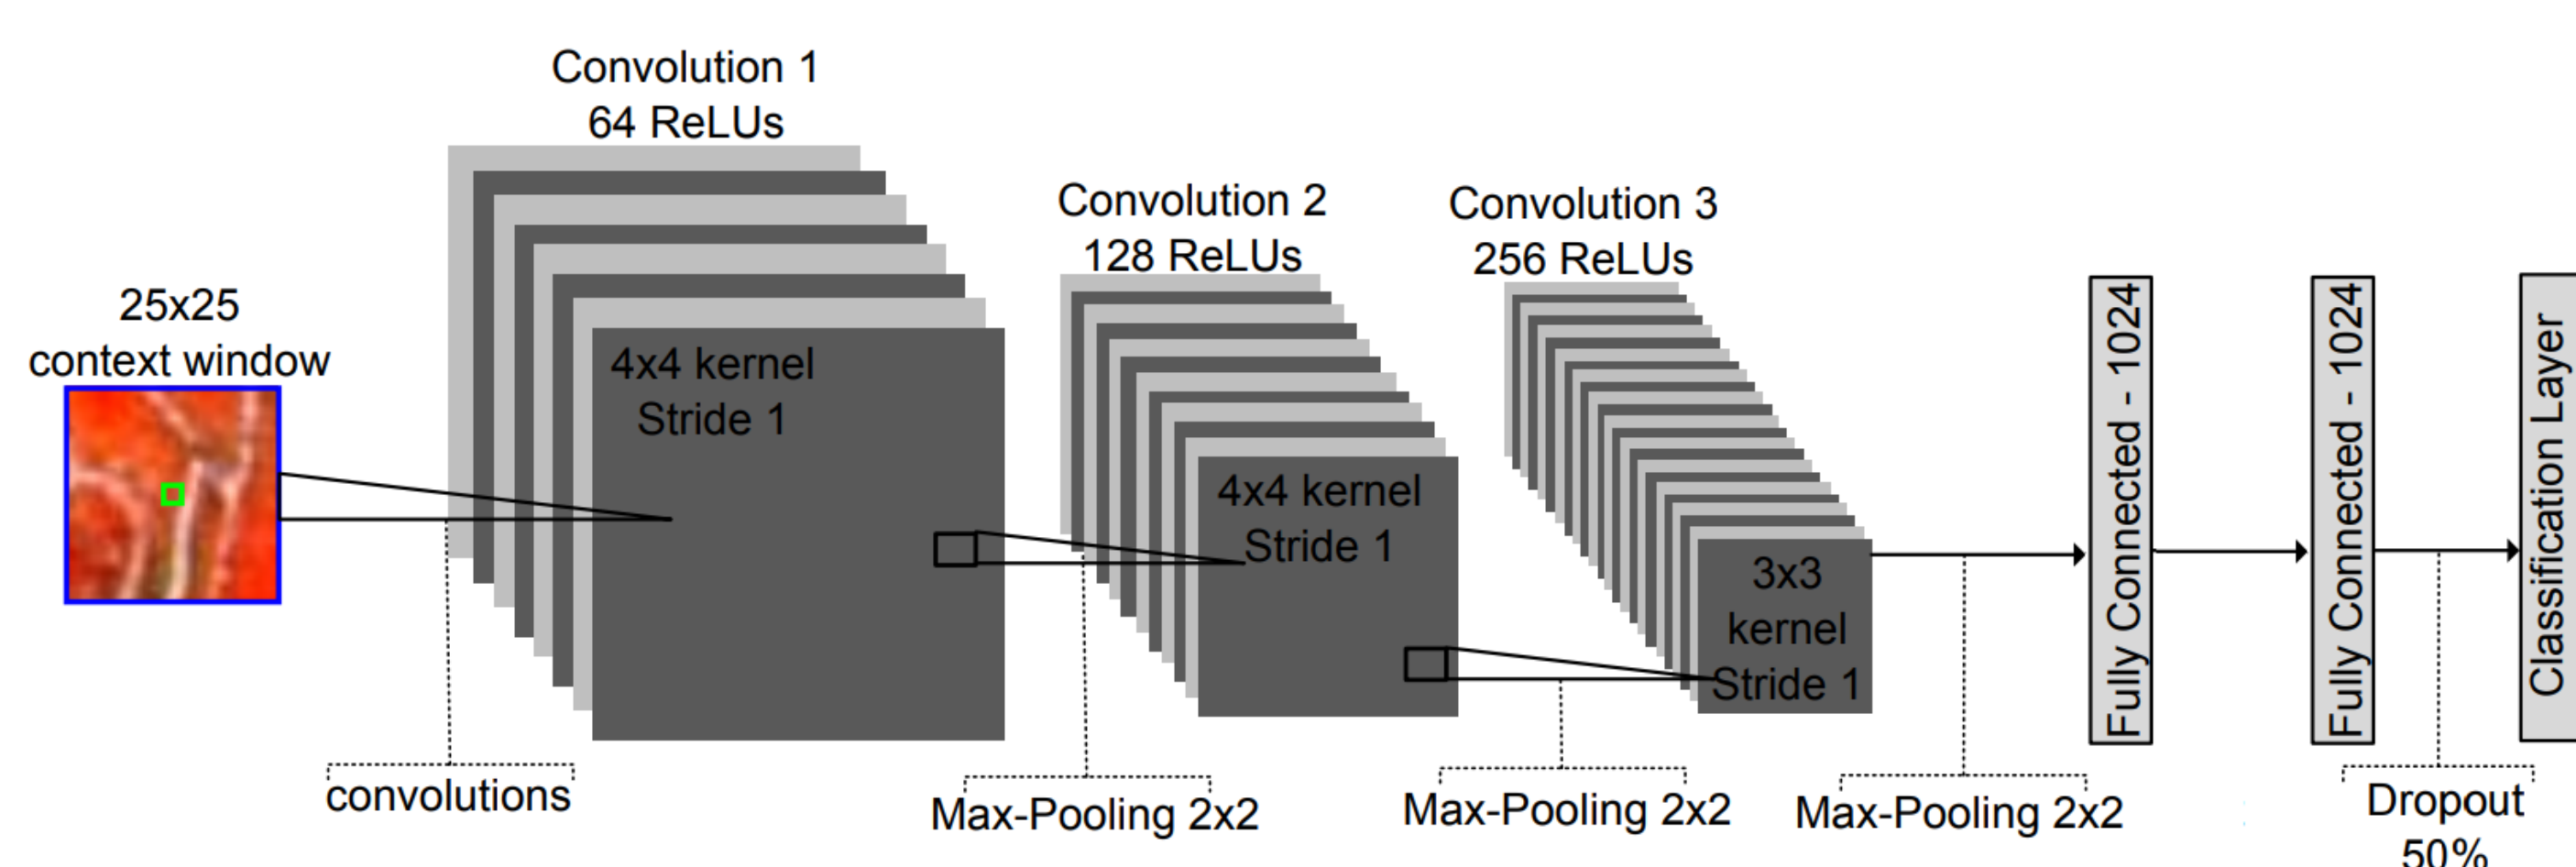 Convolution 1
64 ReLUs
Convolution 2
128 ReLUs
Convolution 3
256 ReLUs
25x25
context window
4x4 kernel
Stride 1
4x4 kernel
Stride 1
3x3
kernel
Stride 1
Fully Connected - 1024
Fully Connected - 1024
Classification Layer
convolutions
Max-Pooling 2x2
Max-Pooling 2x2
Max-Pooling 2x2
Dropout
50%